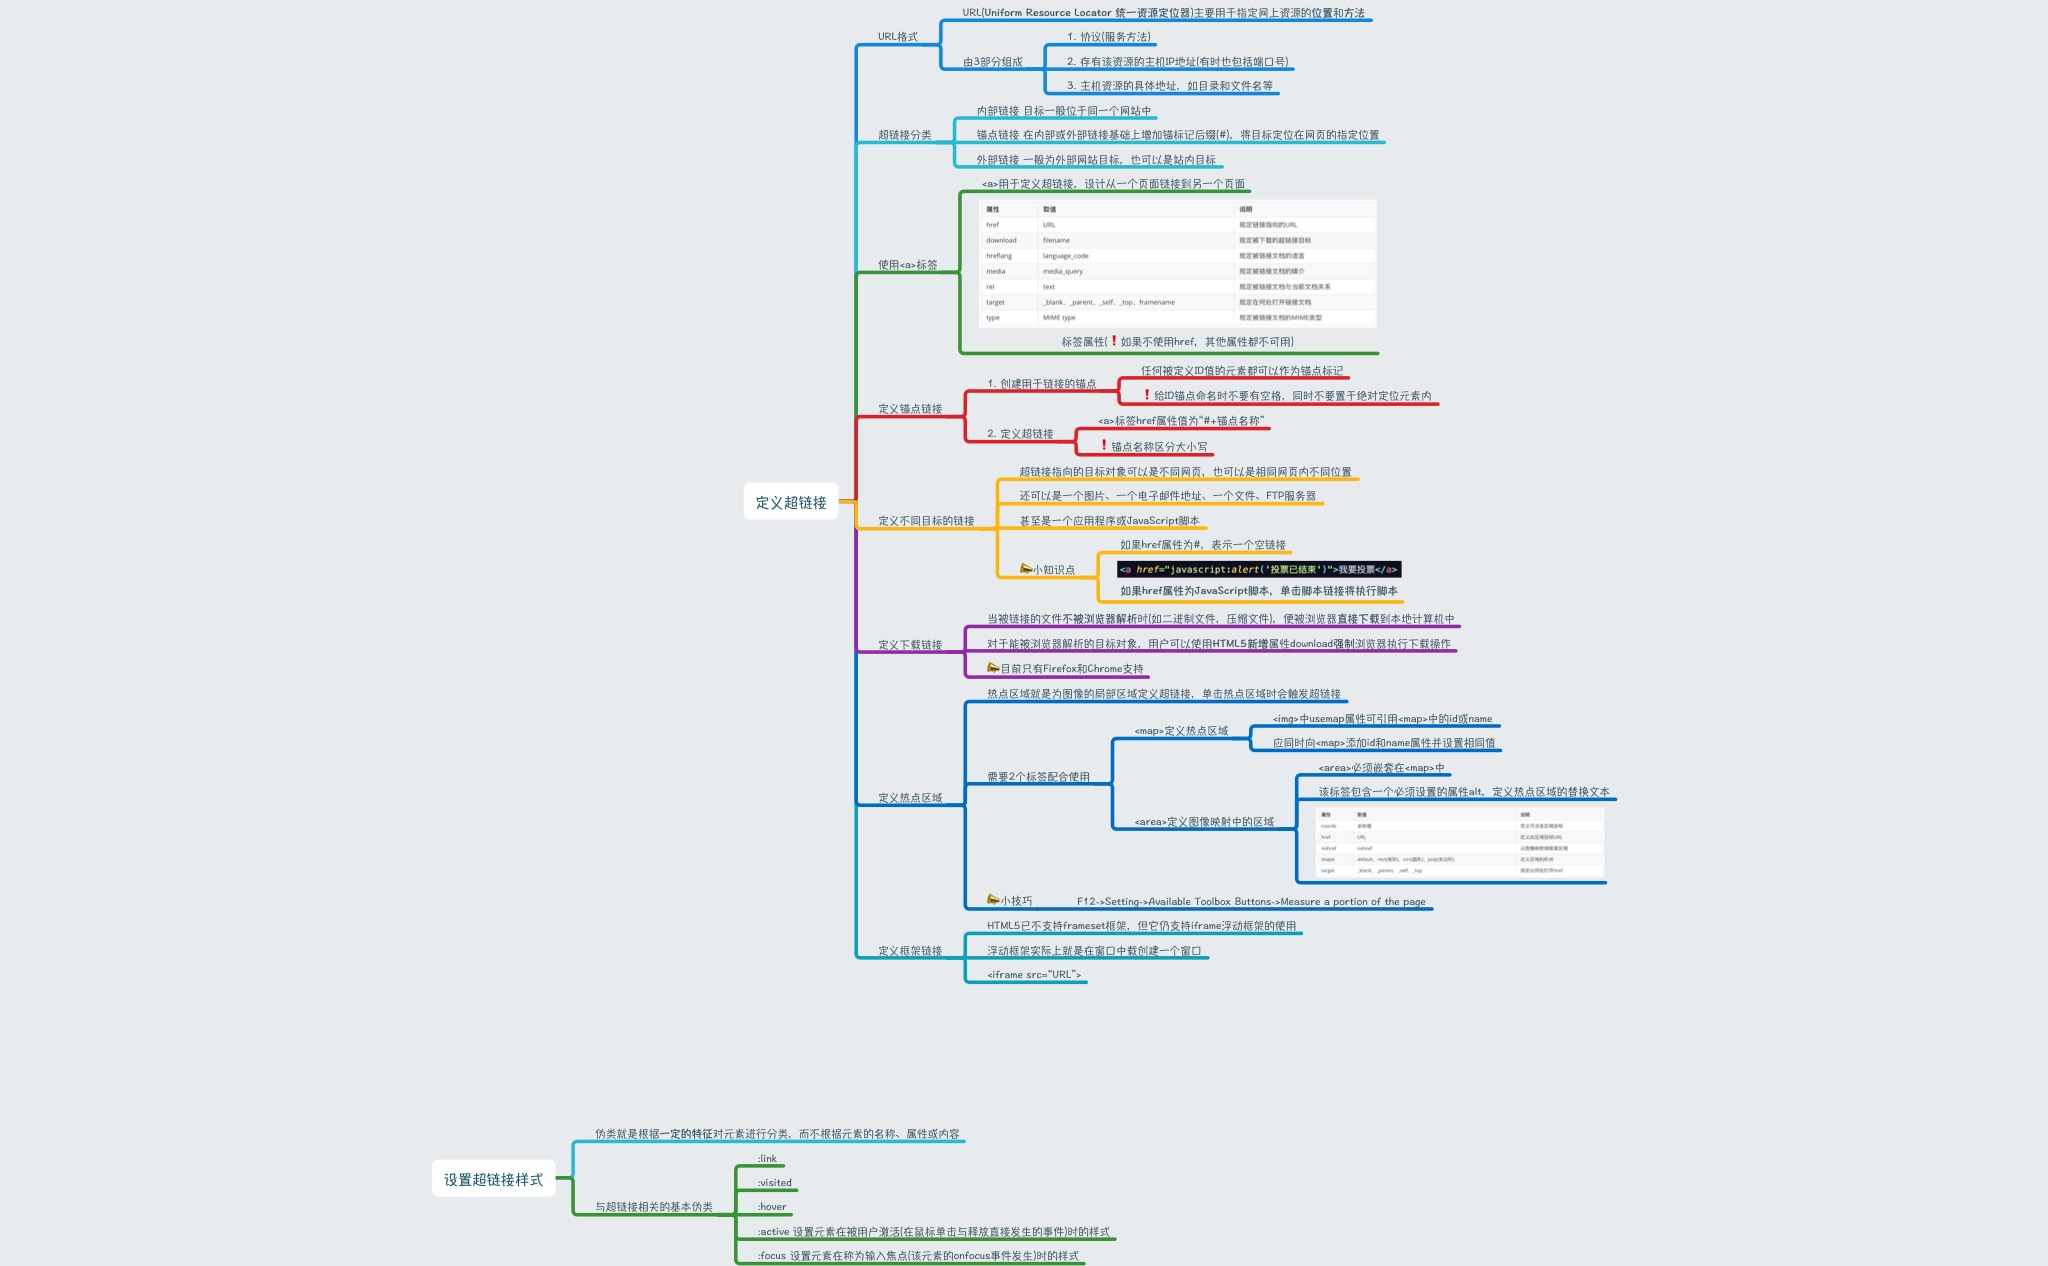 URL(Uniform Resource Locator 统一资源定位器)主要用于指定网上资源的位置和方法
URL格式
1. 协议(服务方法)
由3部分组成
2. 存有该资源的主机IP地址(有时也包括端口号)
3. 主机资源的具体地址，如目录和文件名等
内部链接 目标一般位于同一个网站中
超链接分类
锚点链接 在内部或外部链接基础上增加锚标记后缀(#)，将目标定位在网页的指定位置
外部链接 一般为外部网站目标，也可以是站内目标
<a>用于定义超链接，设计从一个页面链接到另一个页面
使用<a>标签
属性 取值 说明
href URL 规定链接指向的URL
download filename 规定被下载的超链接目标
hreflang language_code 规定被链接文档的语言
media media_query 规定被链接文档的媒介
rel text 规定被链接文档与当前文档关系
target _blank、_parent、_self、_top、framename 规定在何处打开链接文档
type MIME type 规定被链接文档的MIME类型
标签属性(❗如果不使用href，其他属性都不可用)
定义锚点链接
1. 创建用于链接的锚点
任何被定义ID值的元素都可以作为锚点标记
❗给ID锚点命名时不要有空格，同时不要置于绝对定位元素内
2. 定义超链接
<a>标签href属性值为“#+锚点名称”
❗锚点名称区分大小写
定义超链接
定义不同目标的链接
超链接指向的目标对象可以是不同网页，也可以是相同网页内不同位置
还可以是一个图片、一个电子邮件地址、一个文件、FTP服务器
甚至是一个应用程序或JavaScript脚本
小知识点
如果href属性为#，表示一个空链接
<a href="javascript:alert('投票已结束')">我要投票</a>
如果href属性为JavaScript脚本，单击脚本链接将执行脚本
定义下载链接
当被链接的文件不被浏览器解析时(如二进制文件，压缩文件)，便被浏览器直接下载到本地计算机中
对于能被浏览器解析的目标对象，用户可以使用HTML5新增属性download强制浏览器执行下载操作
目前只有Firefox和Chrome支持
定义热点区域
热点区域就是为图像的局部区域定义超链接，单击热点区域时会触发超链接
需要2个标签配合使用
<map>定义热点区域
<img>中usemap属性可引用<map>中的id或name
应同时向<map>添加id和name属性并设置相同值
<area>定义图像映射中的区域
<area>必须嵌套在<map>中
该标签包含一个必须设置的属性alt，定义热点区域的替换文本
属性 取值 说明
coords 坐标值 定义可点击区域坐标
href URL 定义此区域目标URL
nohref nohref 从图像映射排除某区域
shape default、rect(矩形)、circ(圆形)、poly(多边形) 定义区域的形状
target _blank、_parent、_self、_top 规定从何处打开href
小技巧
F12->Setting->Available Toolbox Buttons->Measure a portion of the page
定义框架链接
HTML5已不支持frameset框架，但它仍支持iframe浮动框架的使用
浮动框架实际上就是在窗口中载创建一个窗口
<iframe src=“URL”>
设置超链接样式
伪类就是根据一定的特征对元素进行分类，而不根据元素的名称、属性或内容
与超链接相关的基本伪类
:link
:visited
:hover
:active 设置元素在被用户激活(在鼠标单击与释放直接发生的事件)时的样式
:focus 设置元素在称为输入焦点(该元素的onfocus事件发生)时的样式